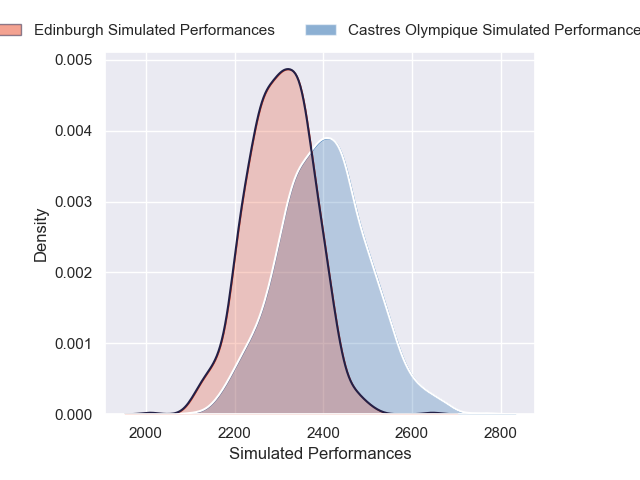 Edinburgh Simulated Performances Castres Olympique Simulated Performance
0.005
0.004
0.003
0.002
0.001
0.000
Density
2000 2200 2400 2600 2800
Simulated Performances